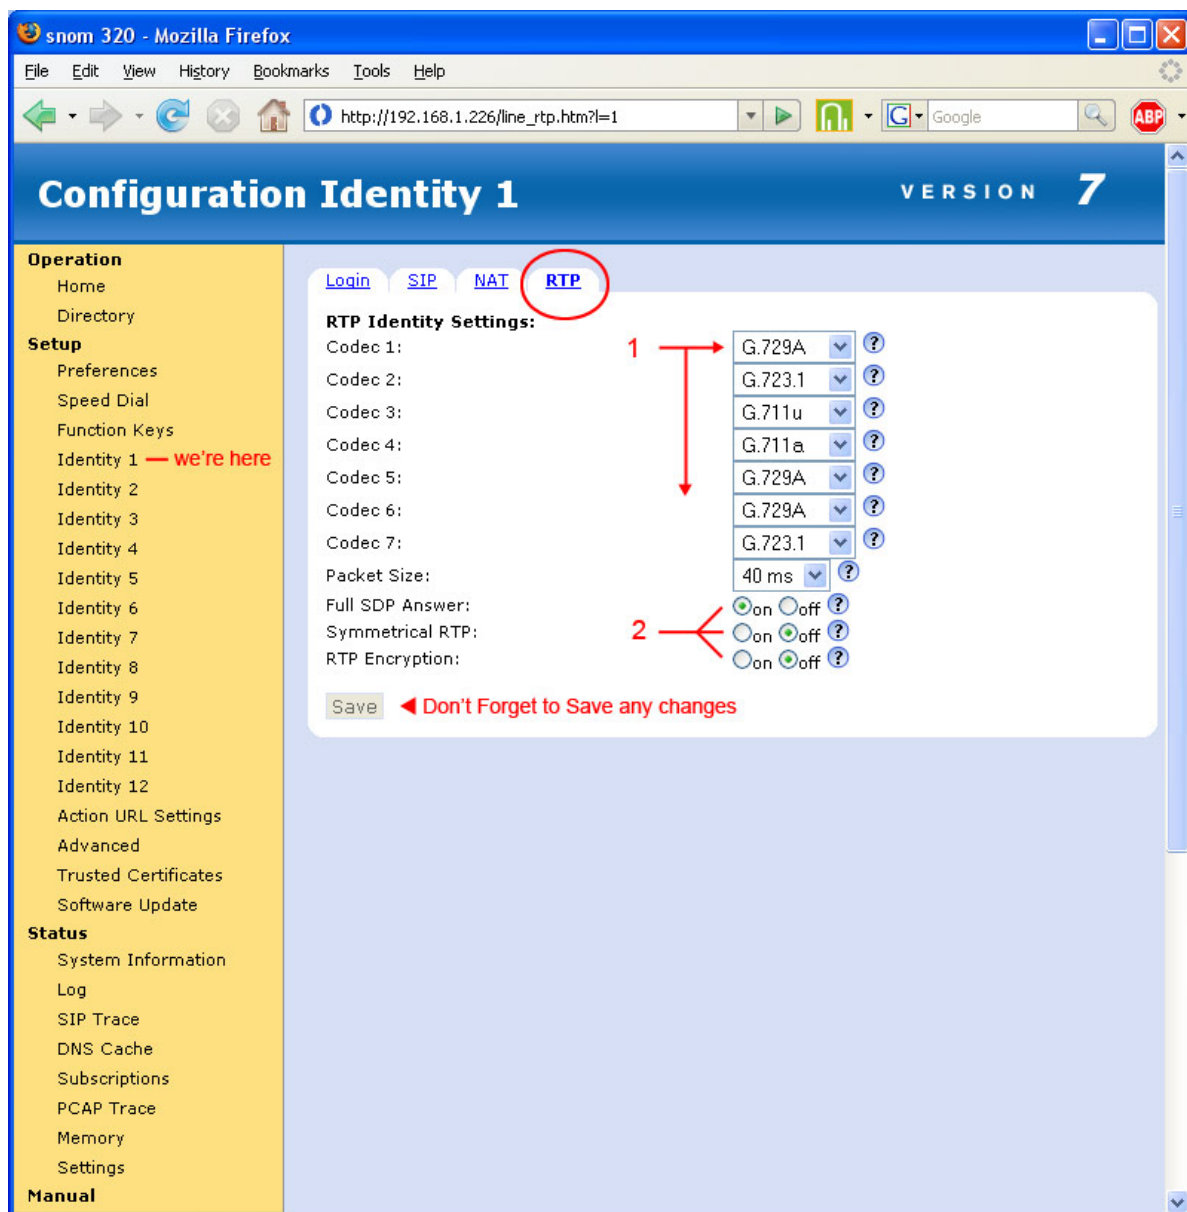 snom 320 - Mozilla Firefox
File Edit View History Bookmarks Tools Help
http://192.168.1.226/line_rtp.htm?l=1 G Google ABP
Configuration Identity 1 VERSION 7
Operation
Home
Directory
Setup
Preferences
Speed Dial
Function Keys
Identity 1 we're here
Identity 2
Identity 3
Identity 4
Identity 5
Identity 6
Identity 7
Identity 8
Identity 9
Identity 10
Identity 11
Identity 12
Action URL Settings
Advanced
Trusted Certificates
Software Update
Status
System Information
Log
SIP Trace
DNS Cache
Subscriptions
PCAP Trace
Memory
Settings
Manual
Login SIP NAT RTP
RTP Identity Settings:
Codec 1: 1 G.729A ?
Codec 2: G.723.1 ?
Codec 3: G.711u ?
Codec 4: G.711a ?
Codec 5: G.729A ?
Codec 6: G.729A ?
Codec 7: G.723.1 ?
Packet Size: 40 ms ?
Full SDP Answer: on off ?
Symmetrical RTP: 2 on off ?
RTP Encryption: on off ?
Save Don't Forget to Save any changes